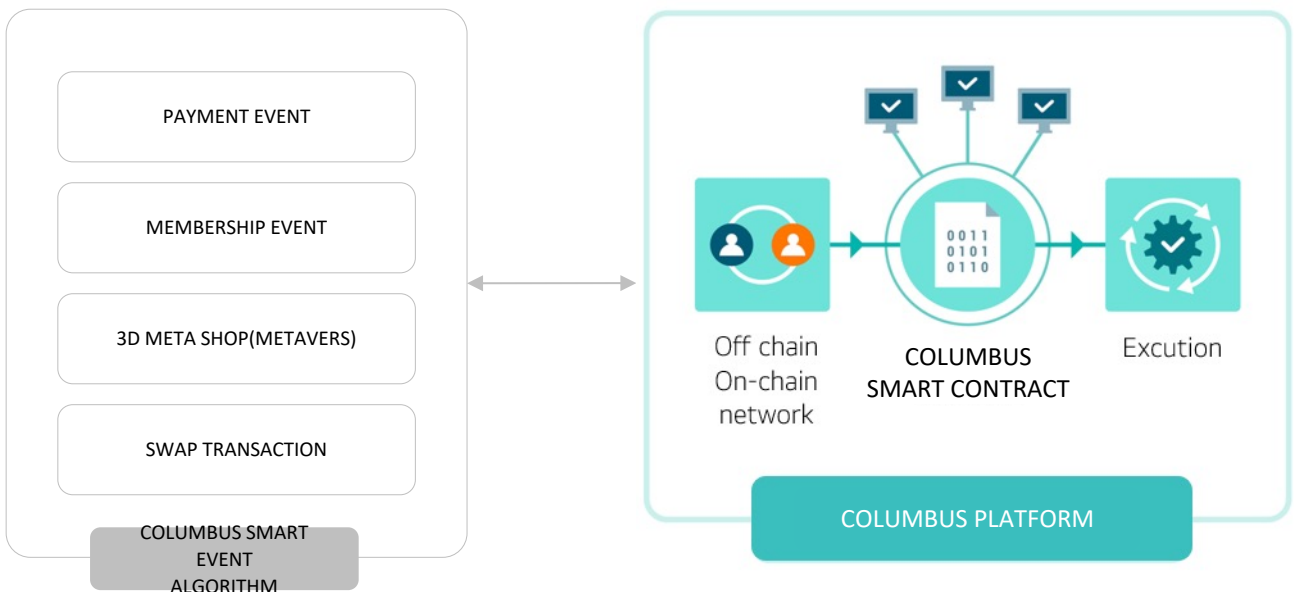 PAYMENT EVENT
MEMBERSHIP EVENT
3D META SHOP(METAVERS)
SWAP TRANSACTION
COLUMBUS SMART
EVENT
ALGORITHM
0011
0101
0110
Off chain
On-chain
network
COLUMBUS
SMART CONTRACT
Excution
COLUMBUS PLATFORM